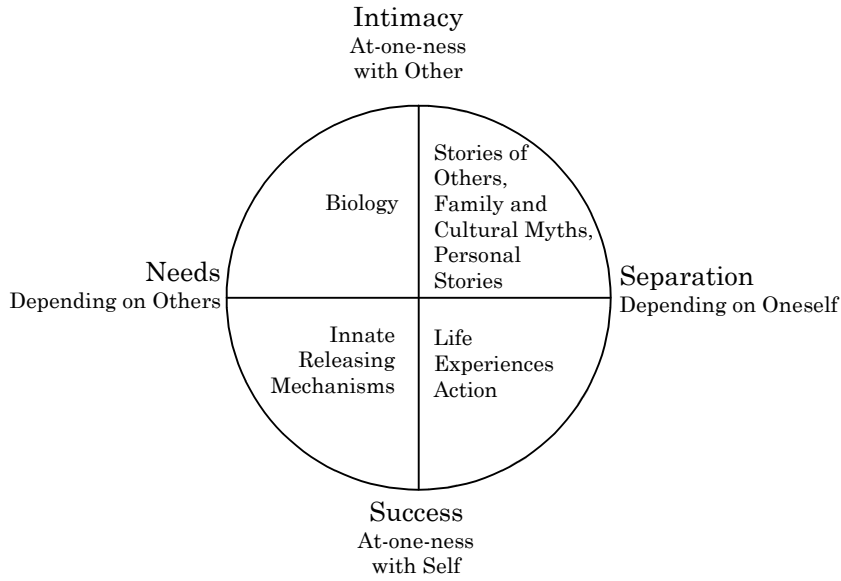 Intimacy
At-one-ness
with Other
Stories of
Others,
Family and
Cultural Myths,
Personal
Stories
Biology
Needs
Depending on Others
Separation
Depending on Oneself
Innate
Releasing
Mechanisms
Life
Experiences
Action
Success
At-one-ness
with Self